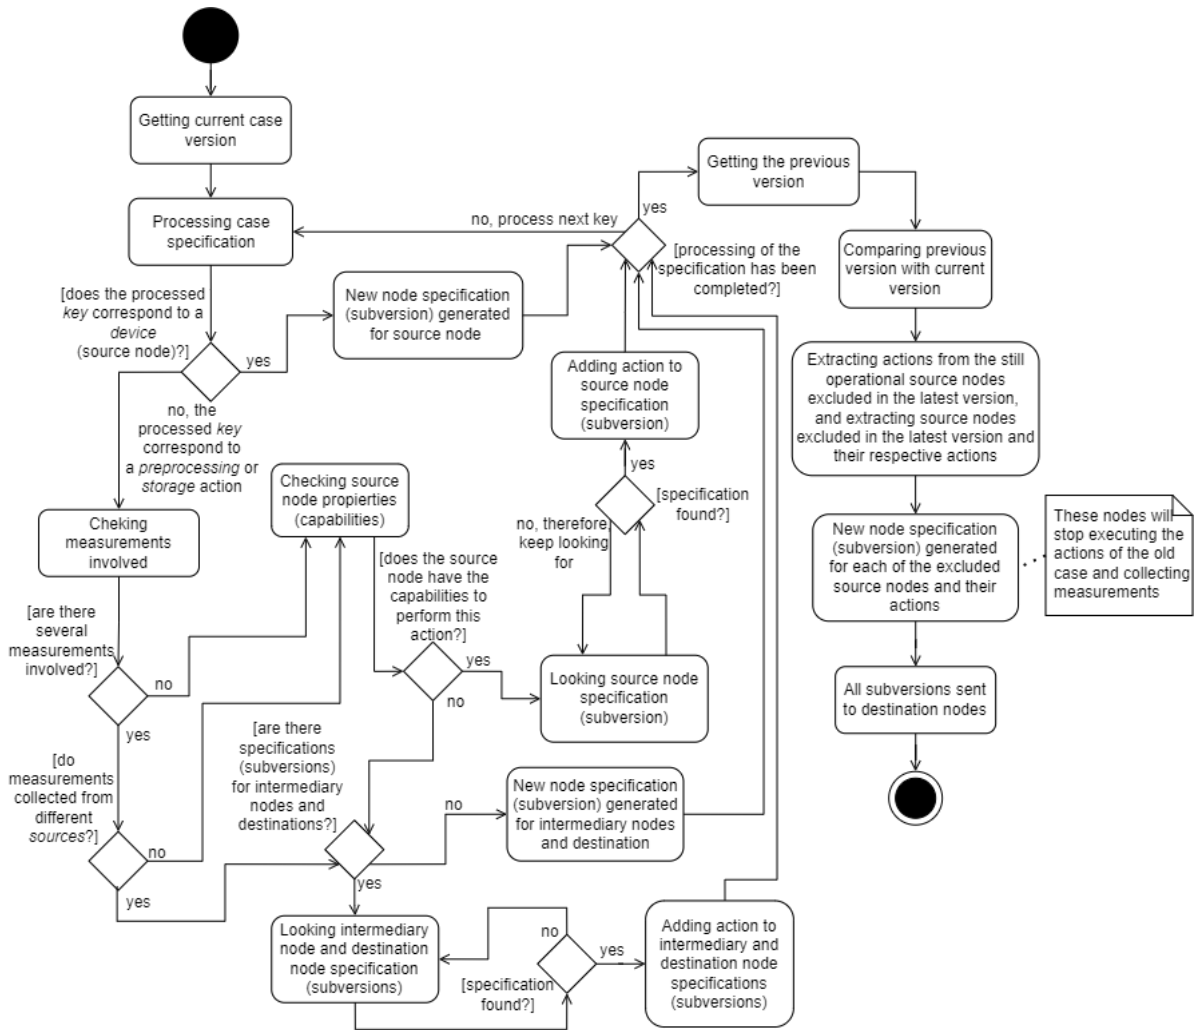 Getting current case
version
Processing case
specification
[does the processed
key correspond to a
device
(source node)?]
yes
no, the
processed key
correspond to
a preprocessing or
storage action
New node specification
(subversion) generated
for source node
no, process next key
yes
[processing of the
specification has been
completed?]
Getting the previous
version
Comparing previous
version with current
version
Extracting actions from the still
operational source nodes
excluded in the latest version,
and extracting source nodes
excluded in the latest version and
their respective actions
New node specification
(subversion) generated
for each of the excluded
source nodes and their
actions
These nodes will
stop executing the
actions of the old
case and collecting
measurements
All subversions sent
to destination nodes
Adding action to
source node
specification
(subversion)
yes
[specification
found?]
no, therefore
keep looking
for
Looking source node
specification
(subversion)
Checking source
node propierties
(capabilities)
[does the source
node have the
capabilities to
perform this
action?]
yes
no
Cheking
measurements
involved
[are there
several
measurements
involved?]
no
yes
[do
measurements
collected from
different
sources?]
no
yes
[are there
specifications
(subversions)
for intermediary
nodes and
destinations?]
no
yes
New node specification
(subversion) generated
for intermediary nodes
and destination
Looking intermediary
node and destination
node specification
(subversions)
[specification
found?]
no
yes
Adding action to
intermediary and
destination node
specifications
(subversions)